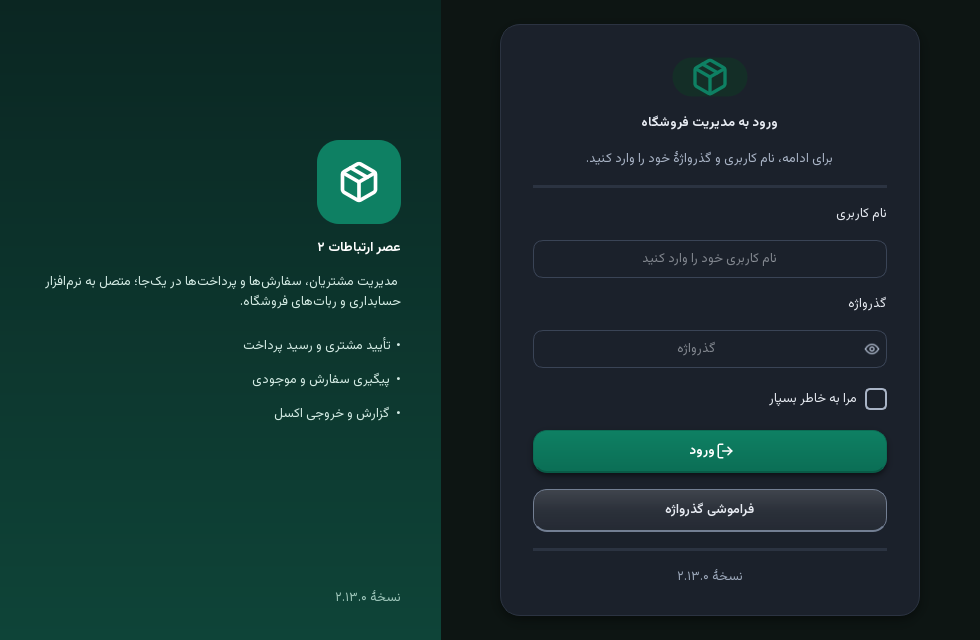 ورود به مدیریت فروشگاه
برای ادامه، نام کاربری و گذرواژهٔ خود را وارد کنید.
نام کاربری
نام کاربری خود را وارد کنید
گذرواژه
گذرواژه
مرا به خاطر بسپار
ورود
فراموشی گذرواژه
نسخهٔ ۲.۱۳.۰
عصر ارتباطات ۲
مدیریت مشتریان، سفارش‌ها و پرداخت‌ها در یک‌جا؛ متصل به نرم‌افزار
حسابداری و ربات‌های فروشگاه.
• تأیید مشتری و رسید پرداخت
• پیگیری سفارش و موجودی
• گزارش و خروجی اکسل
نسخهٔ ۲.۱۳.۰